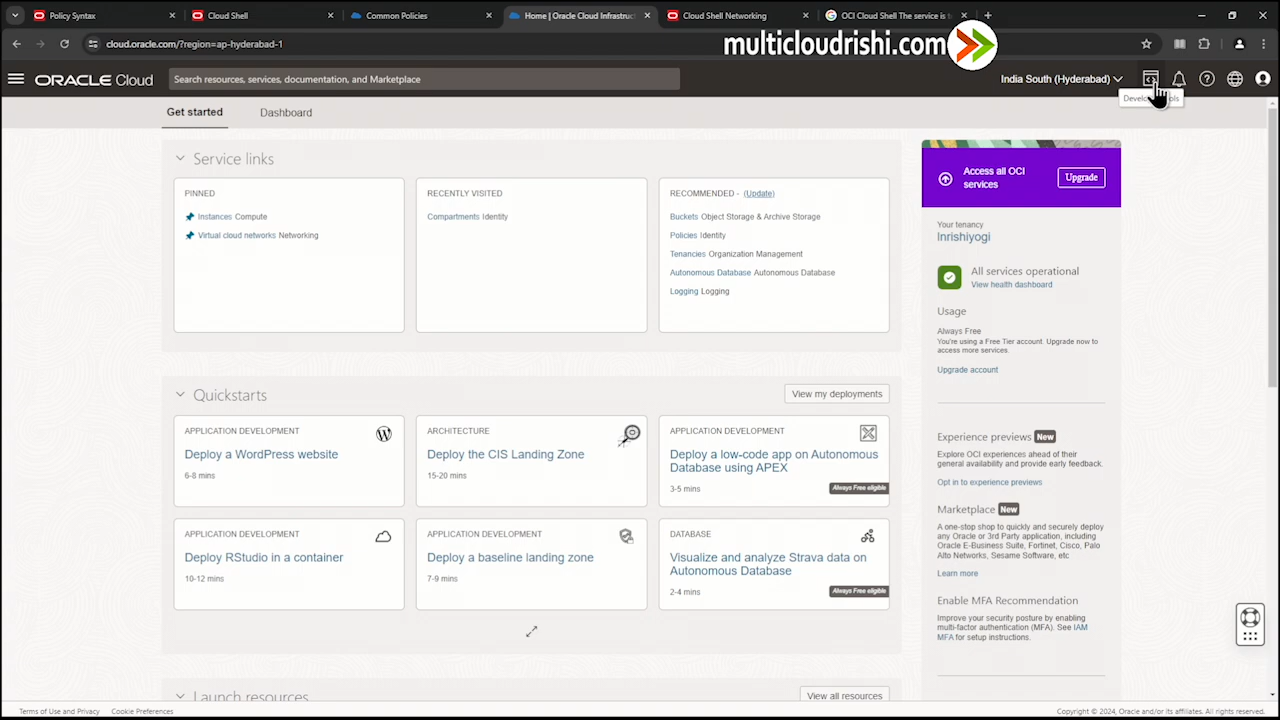 Policy Syntax
Cloud Shell
Common Policies
Home | Oracle Cloud Infrastruc
Cloud Shell Networking
OCI Cloud Shell The service is
cloud.oracle.com/?region=ap-hyderabad-1
multicloudrishi.com
ORACLE Cloud
Search resources, services, documentation, and Marketplace
India South (Hyderabad)
Get started
Dashboard
Service links
PINNED
Instances Compute
Virtual cloud networks Networking
RECENTLY VISITED
Compartments Identity
RECOMMENDED - (Update)
Buckets Object Storage & Archive Storage
Policies Identity
Tenancies Organization Management
Autonomous Database Autonomous Database
Logging Logging
Quickstarts
View my deployments
APPLICATION DEVELOPMENT
Deploy a WordPress website
6-8 mins
ARCHITECTURE
Deploy the CIS Landing Zone
15-20 mins
APPLICATION DEVELOPMENT
Deploy a low-code app on Autonomous
Database using APEX
3-5 mins
Always Free eligible
APPLICATION DEVELOPMENT
Deploy RStudio
10-12 mins
APPLICATION DEVELOPMENT
Deploy a baseline landing zone
7-9 mins
DATABASE
Visualize and analyze Strava data on
Autonomous Database
2-4 mins
Always Free eligible
Launch resources
View all resources
Access all OCI
services
Upgrade
Your tenancy
Inrishiyogi
All services operational
View health dashboard
Usage
Always Free
You're using a Free Tier account. Upgrade now to
access more services.
Upgrade account
Experience previews New
Explore OCI experiences ahead of their
general availability and provide early feedback.
Opt in to experience previews
Marketplace New
A one-stop shop to quickly and securely deploy
any Oracle or 3rd Party application, including
Oracle E-Business Suite, Fortinet, Cisco, Palo
Alto Networks, Sesame Software, etc
Learn more
Enable MFA Recommendation
Improve your security posture by enabling
multi-factor authentication (MFA). See IAM
MFA for setup instructions.
Terms of Use and Privacy
Cookie Preferences
Copyright © 2024, Oracle and/or its affiliates. All rights reserved.